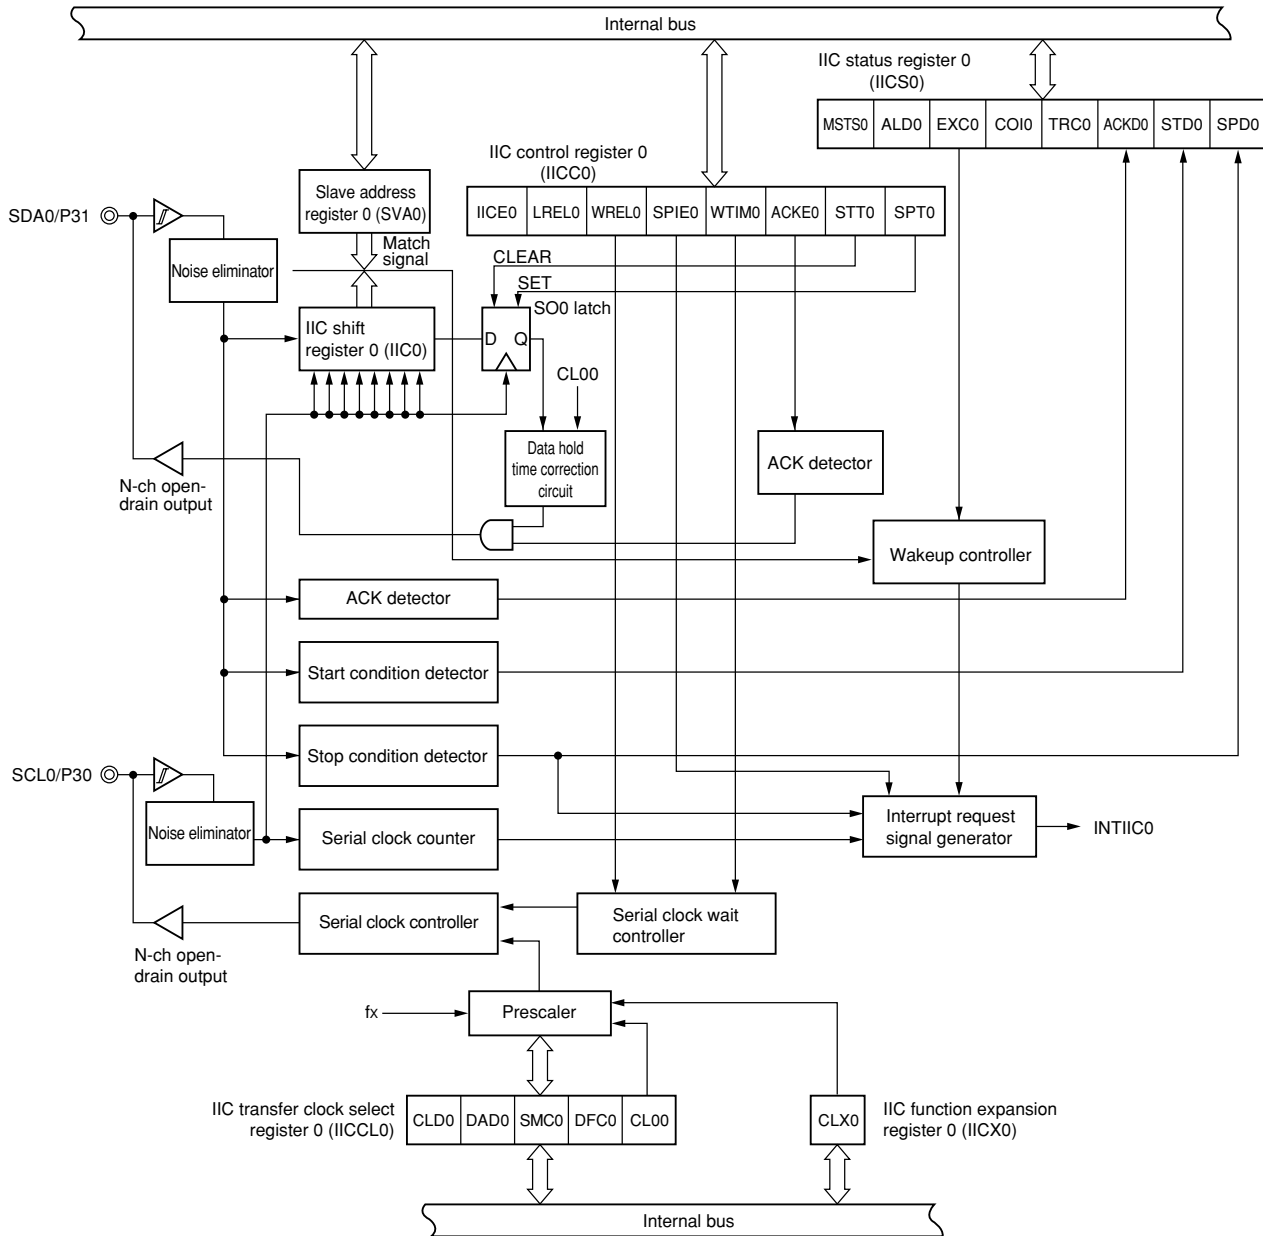 Internal bus
IIC status register 0
(IICS0)
MSTS0 ALD0 EXC0 COI0 TRC0 ACKD0 STD0 SPD0
IIC control register 0
(IICC0)
Slave address
register 0 (SVA0)
IICE0 LREL0 WREL0 SPIE0 WTIM0 ACKE0 STT0 SPT0
SDA0/P31
Match
signal
CLEAR
Noise eliminator
SET
SO0 latch
IIC shift
register 0 (IIC0)
D Q
CL00
Data hold
time correction
circuit
ACK detector
N-ch open-
drain output
Wakeup controller
ACK detector
Start condition detector
Stop condition detector
SCL0/P30
Noise eliminator
Serial clock counter
Interrupt request
signal generator
INTIIC0
Serial clock controller
Serial clock wait
controller
N-ch open-
drain output
fx
Prescaler
IIC transfer clock select
register 0 (IICCL0)
CLD0 DAD0 SMC0 DFC0 CL00
CLX0
IIC function expansion
register 0 (IICX0)
Internal bus